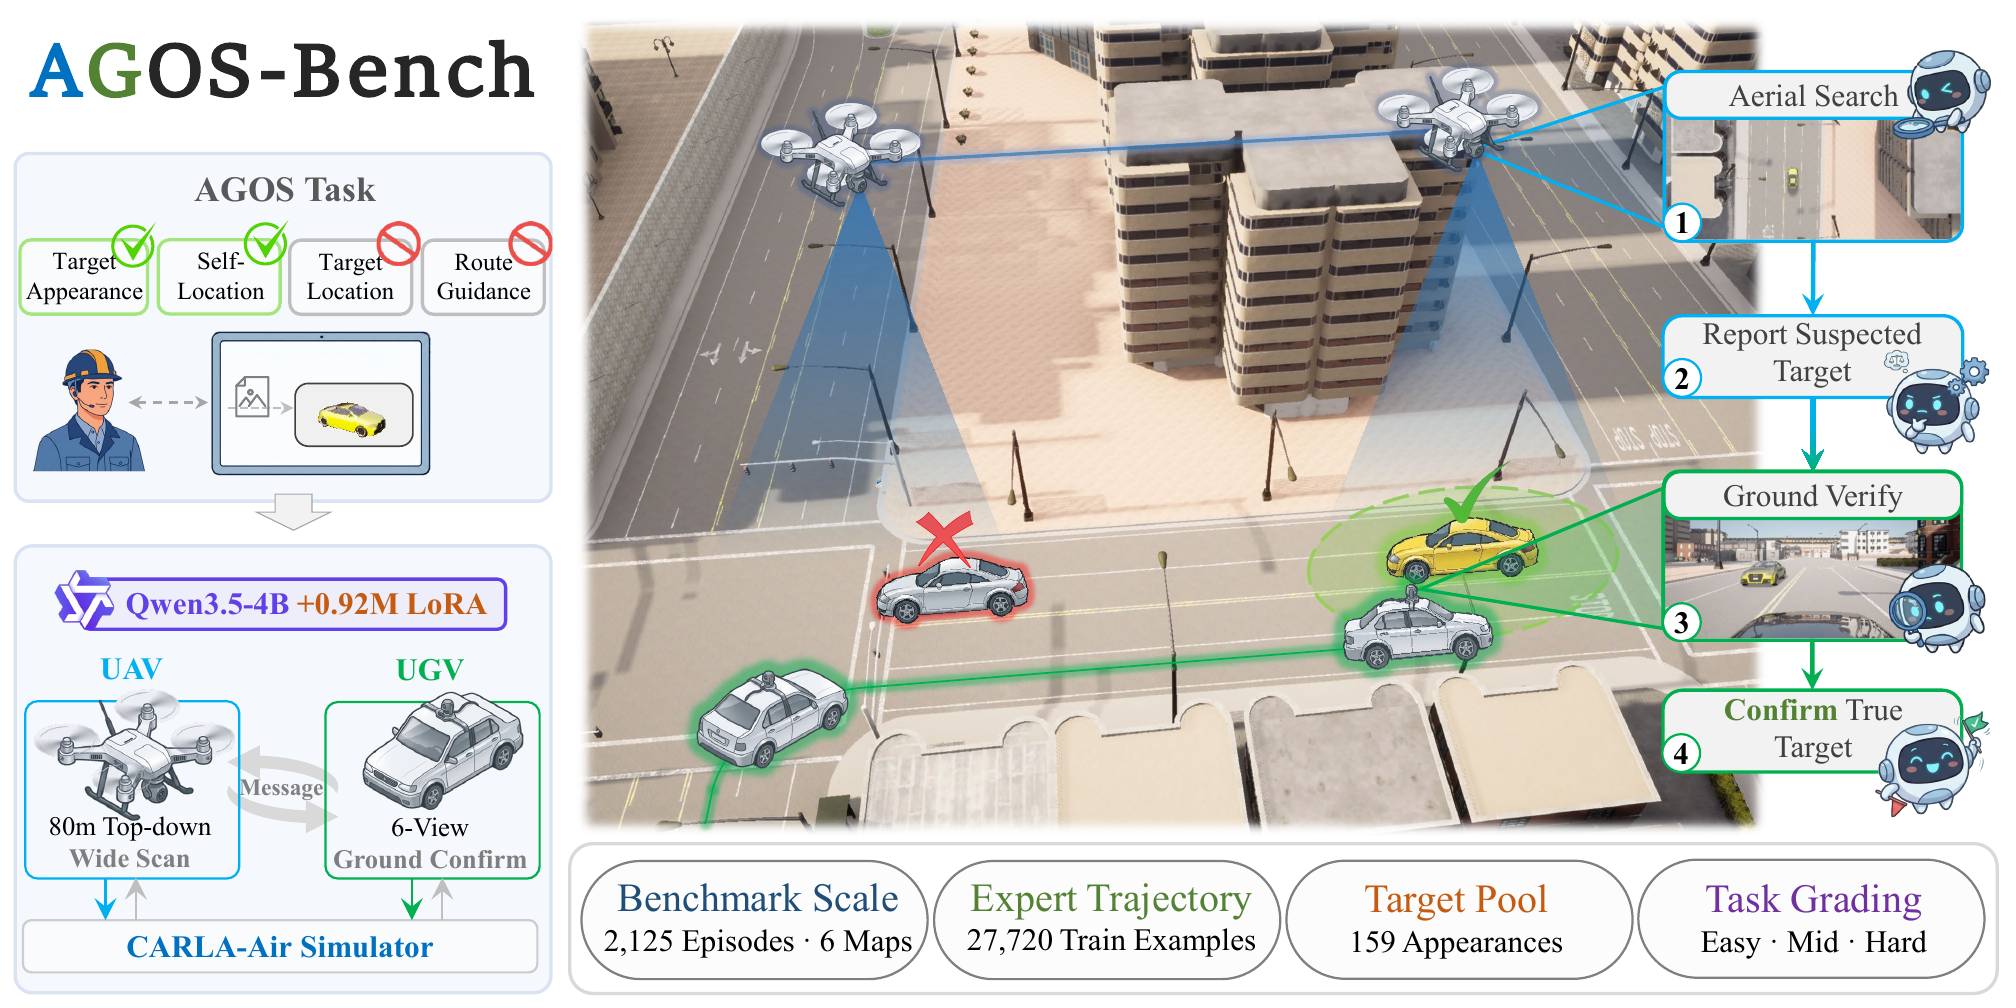 AGOS-Bench
AGOS Task
Target
Appearance
Self-
Location
Target
Location
Route
Guidance
Qwen3.5-4B +0.92M LoRA
UAV
UGV
Message
80m Top-down
Wide Scan
6-View
Ground Confirm
CARLA-Air Simulator
Aerial Search
1
Report Suspected
Target
2
Ground Verify
3
Confirm True
Target
4
STOP STOP
Benchmark Scale
2,125 Episodes · 6 Maps
Expert Trajectory
27,720 Train Examples
Target Pool
159 Appearances
Task Grading
Easy · Mid · Hard